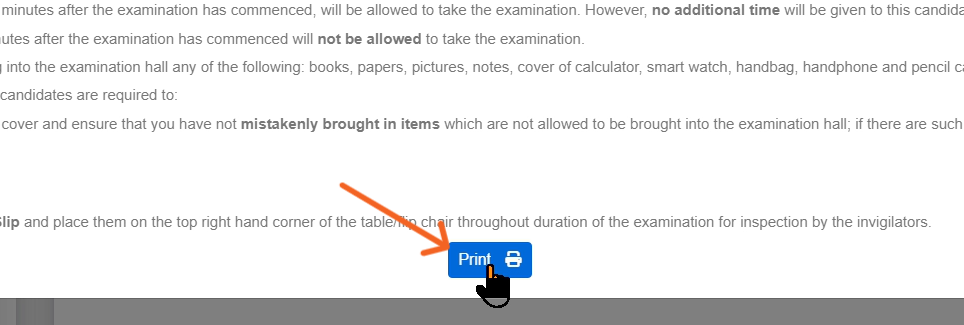 minutes after the examination has commenced, will be allowed to take the examination. However, no additional time will be given to this
after the examination has commenced will not be allowed to take the examination.
into the examination hall any of the following: books, papers, pictures, notes, cover of calculator, smart watch, handbag, handphone and pencil
candidates are required to:
cover and ensure that you have not mistakenly brought in items which are not allowed to be brought into the examination hall; if there are such
and place them on the top right hand corner of the table/flip chair throughout duration of the examination for inspection by the invigilators.
Print